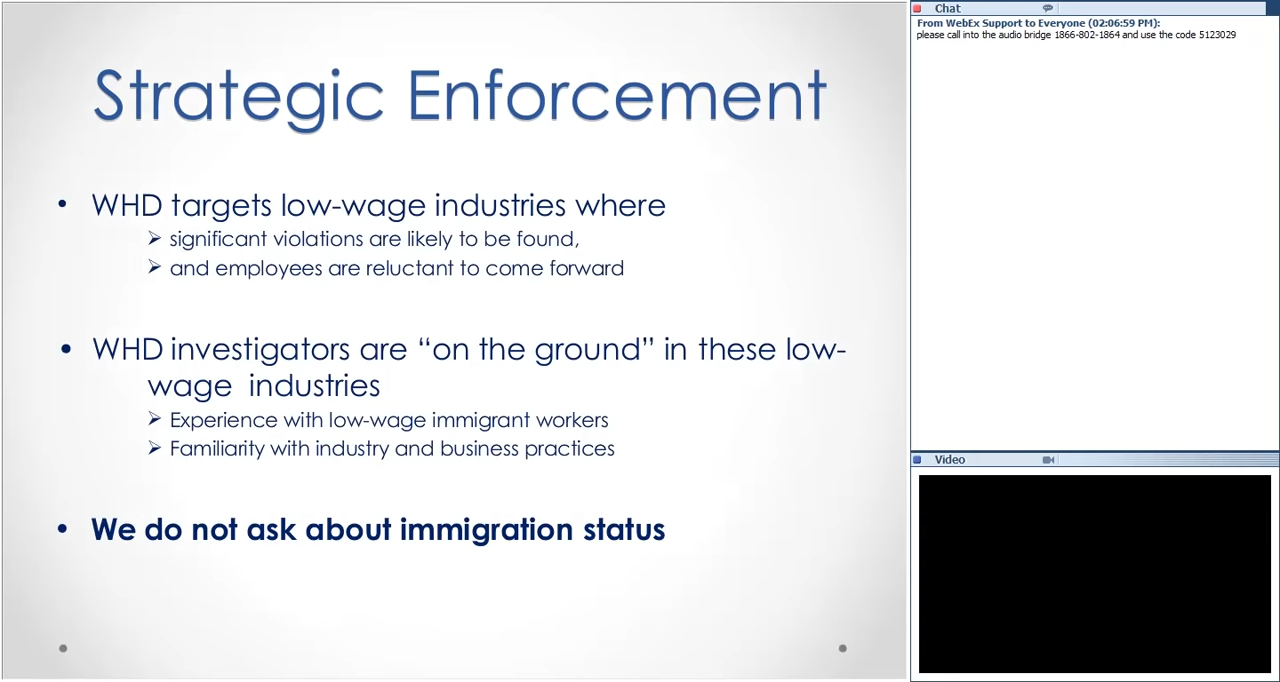 Strategic Enforcement
• WHD targets low-wage industries where
➢ significant violations are likely to be found,
➢ and employees are reluctant to come forward
• WHD investigators are “on the ground” in these low-
wage industries
➢ Experience with low-wage immigrant workers
➢ Familiarity with industry and business practices
• We do not ask about immigration status
Chat
From WebEx Support to Everyone (02:06:59 PM):
please call into the audio bridge 1866-802-1864 and use the code 5123029
Video